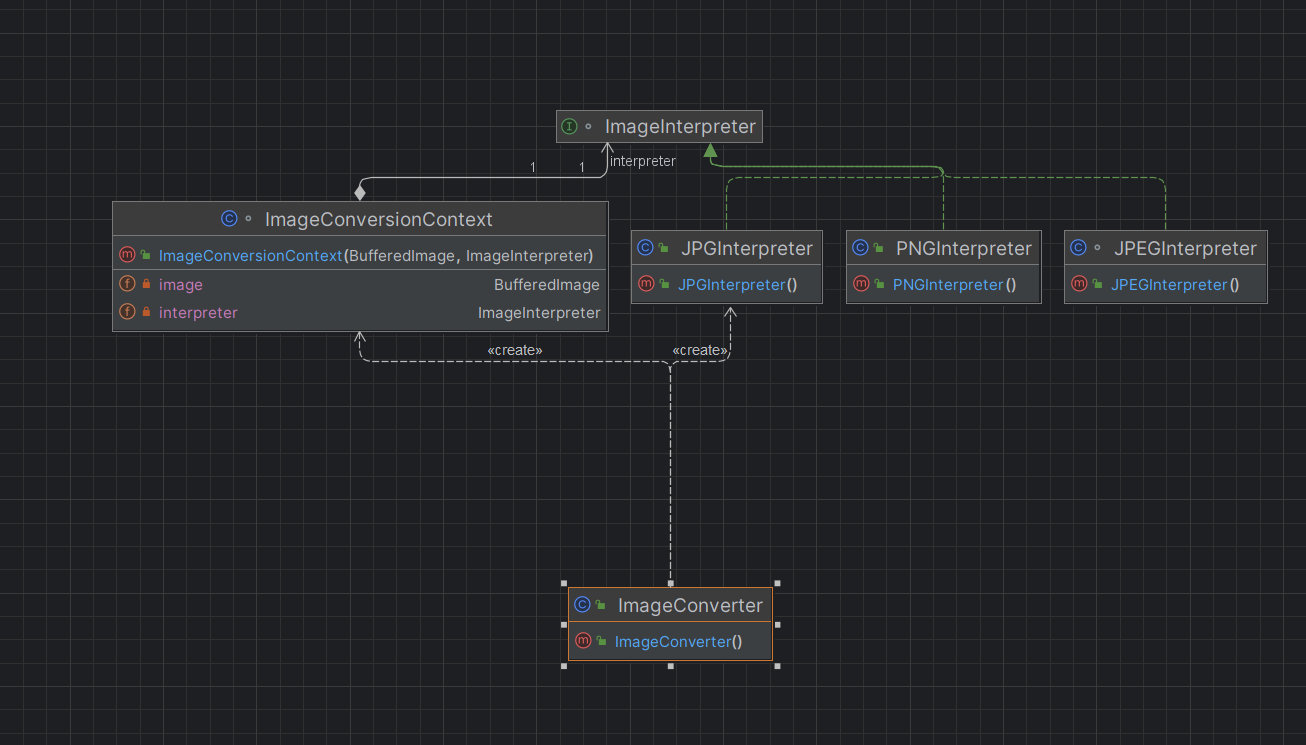 ImageInterpreter
1
1
interpreter
ImageConversionContext
ImageConversionContext(BufferedImage, ImageInterpreter)
image BufferedImage
interpreter ImageInterpreter
JPGInterpreter
JPGInterpreter()
PNGInterpreter
PNGInterpreter()
JPEGInterpreter
JPEGInterpreter()
«create»
«create»
ImageConverter
ImageConverter()